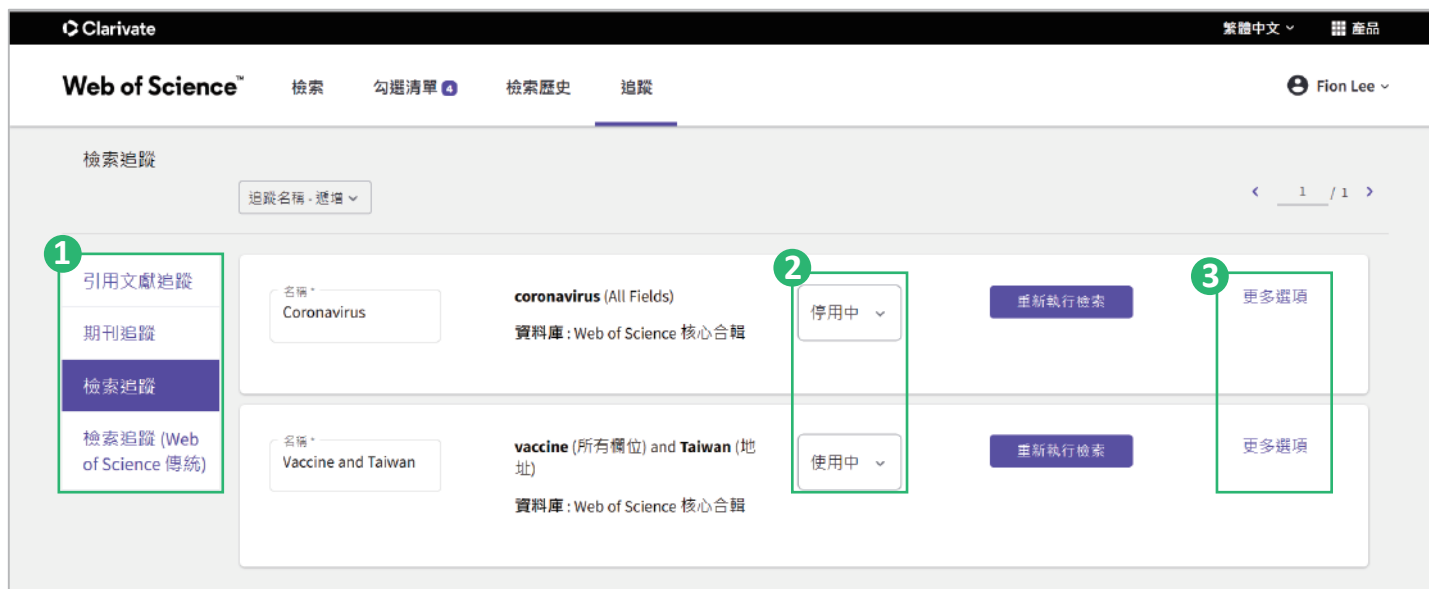 Clarivate
繁體中文
產品
Web of Science™
檢索
勾選清單 4
檢索歷史
追蹤
Fion Lee
檢索追蹤
追蹤名稱 - 遞增
1 / 1
1
引用文獻追蹤
期刊追蹤
檢索追蹤
檢索追蹤 (Web
of Science 傳統)
名稱 *
Coronavirus
coronavirus (All Fields)
資料庫 : Web of Science 核心合輯
2
停用中
重新執行檢索
3
更多選項
名稱 *
Vaccine and Taiwan
vaccine (所有欄位) and Taiwan (地
址)
資料庫 : Web of Science 核心合輯
使用中
重新執行檢索
更多選項